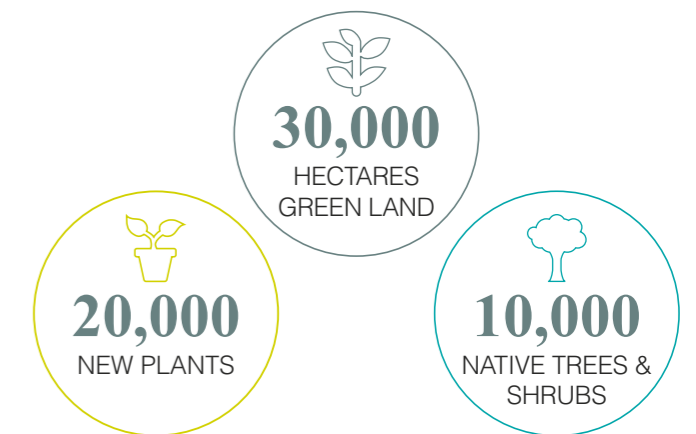 30,000
HECTARES
GREEN LAND
20,000
NEW PLANTS
10,000
NATIVE TREES &
SHRUBS